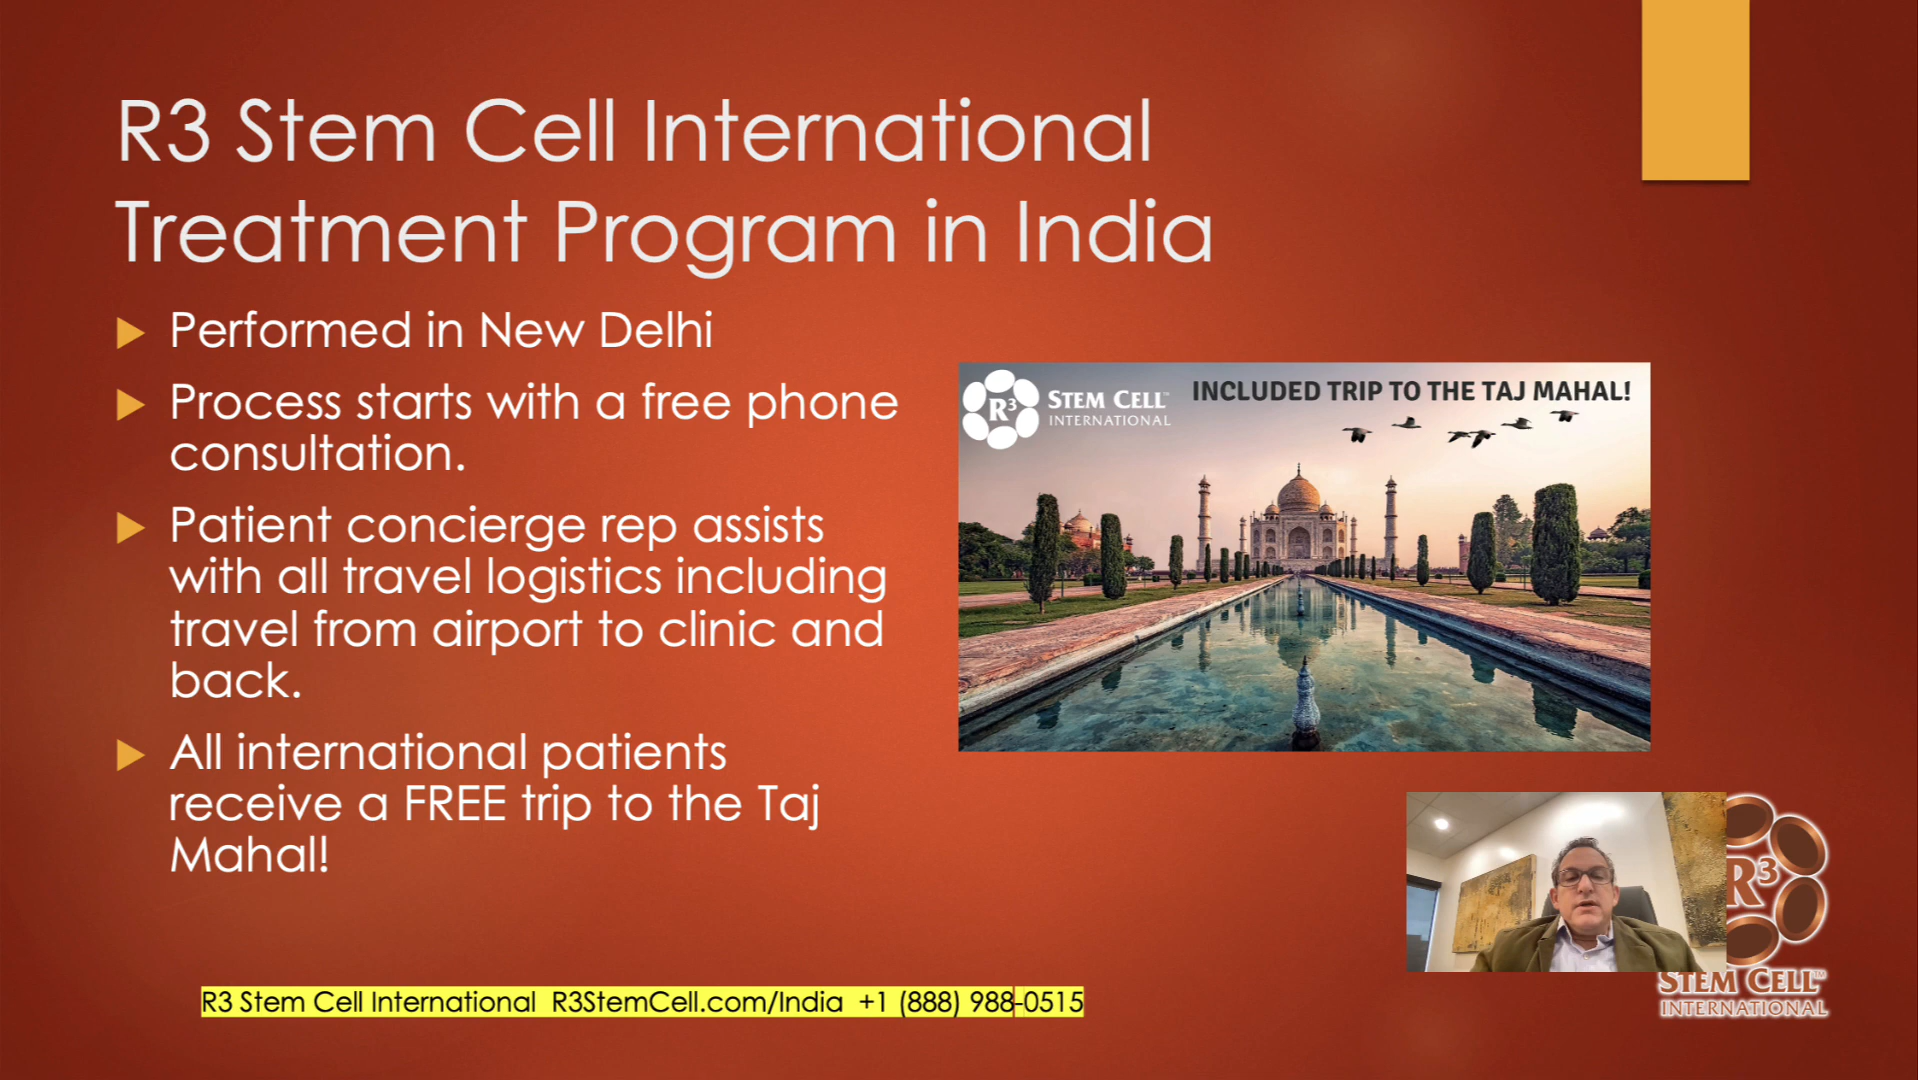 R3 Stem Cell International
Treatment Program in India
Performed in New Delhi
Process starts with a free phone
consultation.
Patient concierge rep assists
with all travel logistics including
travel from airport to clinic and
back.
All international patients
receive a FREE trip to the Taj
Mahal!
R3 STEM CELL™
INTERNATIONAL
INCLUDED TRIP TO THE TAJ MAHAL!
R3
STEM CELL™
INTERNATIONAL
R3 Stem Cell International R3StemCell.com/India +1 (888) 988-0515